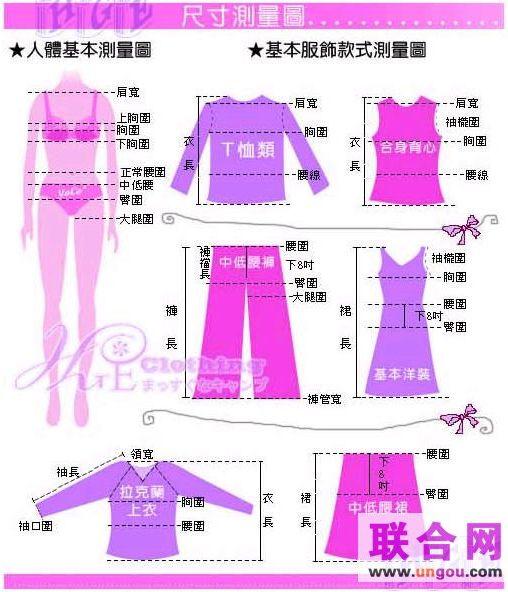 尺寸測量圖
★人體基本測量圖
★基本服飾款式測量圖
肩寬
上胸圍
胸圍
下胸圍
正常腰圍
中低腰
臀圍
大腿圍
VoLe
肩寬
胸圍
衣長
T恤類
腰線
肩寬
袖襱圍
胸圍
衣長
合身背心
腰線
褲襠長
中低腰褲
腰圍
下8吋
臀圍
大腿圍
褲長
褲管寬
袖襱圍
胸圍
腰圍
下8吋
臀圍
裙長
基本洋裝
Clothing
まっすぐなキャンプ
領寬
袖長
拉克蘭
上衣
胸圍
衣長
袖口圍
腰圍
腰圍
下8吋
臀圍
裙長
中低腰裙
联合网
www.ungou.com